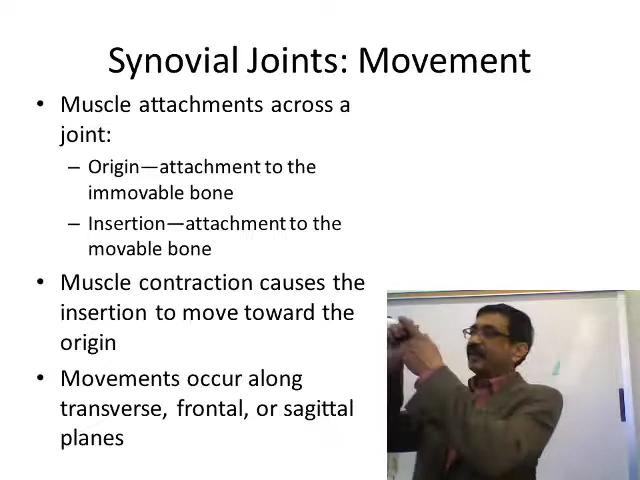 Synovial Joints: Movement
• Muscle attachments across a
joint:
– Origin—attachment to the
immovable bone
– Insertion—attachment to the
movable bone
• Muscle contraction causes the
insertion to move toward the
origin
• Movements occur along
transverse, frontal, or sagittal
planes